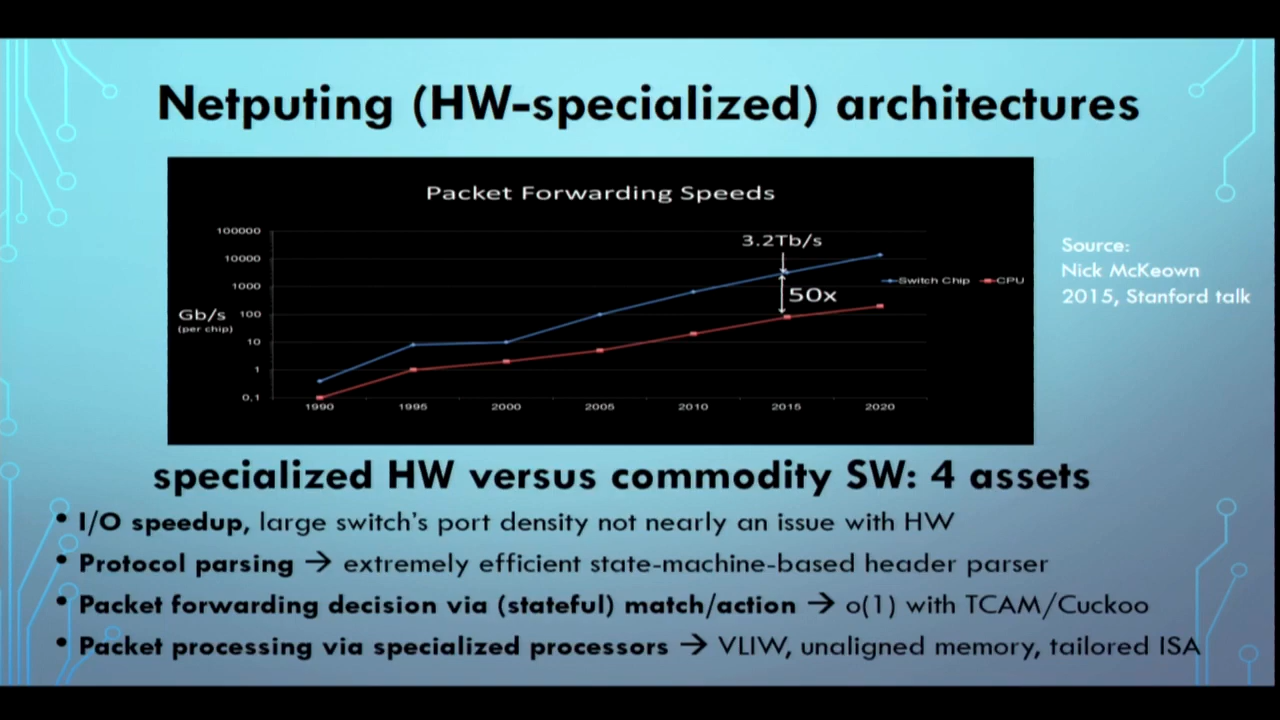 Netputing (HW-specialized) architectures
Packet Forwarding Speeds
100000
10000
1000
100
10
1
0,1
Gb/s
(per chip)
3.2Tb/s
50x
Switch Chip CPU
1990 1995 2000 2005 2010 2015 2020
Source:
Nick McKeown
2015, Stanford talk
specialized HW versus commodity SW: 4 assets
• I/O speedup, large switch's port density not nearly an issue with HW
• Protocol parsing → extremely efficient state-machine-based header parser
• Packet forwarding decision via (stateful) match/action → o(1) with TCAM/Cuckoo
• Packet processing via specialized processors → VLIW, unaligned memory, tailored ISA